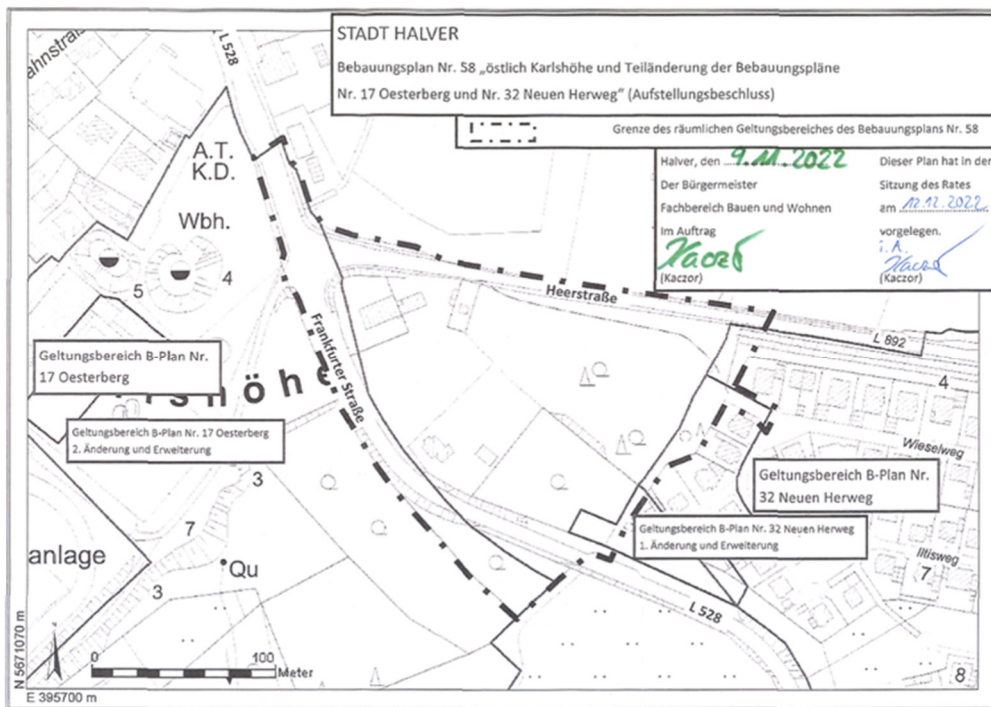 STADT HALVER
Bebauungsplan Nr. 58 „östlich Karlshöhe und Teiländerung der Bebauungspläne
Nr. 17 Oesterberg und Nr. 32 Neuen Herweg" (Aufstellungsbeschluss)
Grenze des räumlichen Geltungsbereiches des Bebauungsplans Nr. 58
Halver, den 9.11.2022
Der Bürgermeister
Fachbereich Bauen und Wohnen
Im Auftrag
Kaczor
(Kaczor)
Dieser Plan hat in der
Sitzung des Rates
am 12.12.2022
vorgelegen.
i.A.
Kaczor
(Kaczor)
ahnstraß
L 528
A.T.
K.D.
Wbh.
5
4
Heerstraße
L 892
Frankfurter Straße
Geltungsbereich B-Plan Nr.
17 Oesterberg
rlshöhe
Geltungsbereich B-Plan Nr. 17 Oesterberg
2. Änderung und Erweiterung
4
Wieselweg
Geltungsbereich B-Plan Nr.
32 Neuen Herweg
Geltungsbereich B-Plan Nr. 32 Neuen Herweg
1. Änderung und Erweiterung
Iltisweg
7
3
7
3
anlage
Qu
L 528
8
N 5671070 m
0 100
Meter
E 395700 m